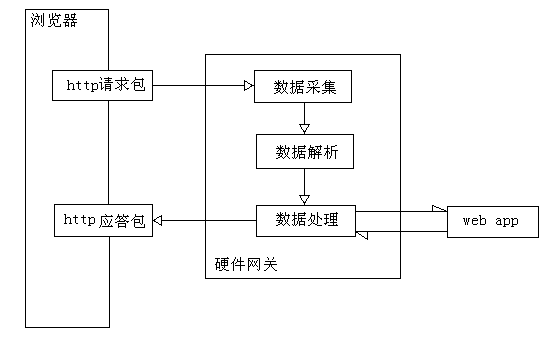 浏览器
http请求包
数据采集
数据解析
http应答包
数据处理
web app
硬件网关